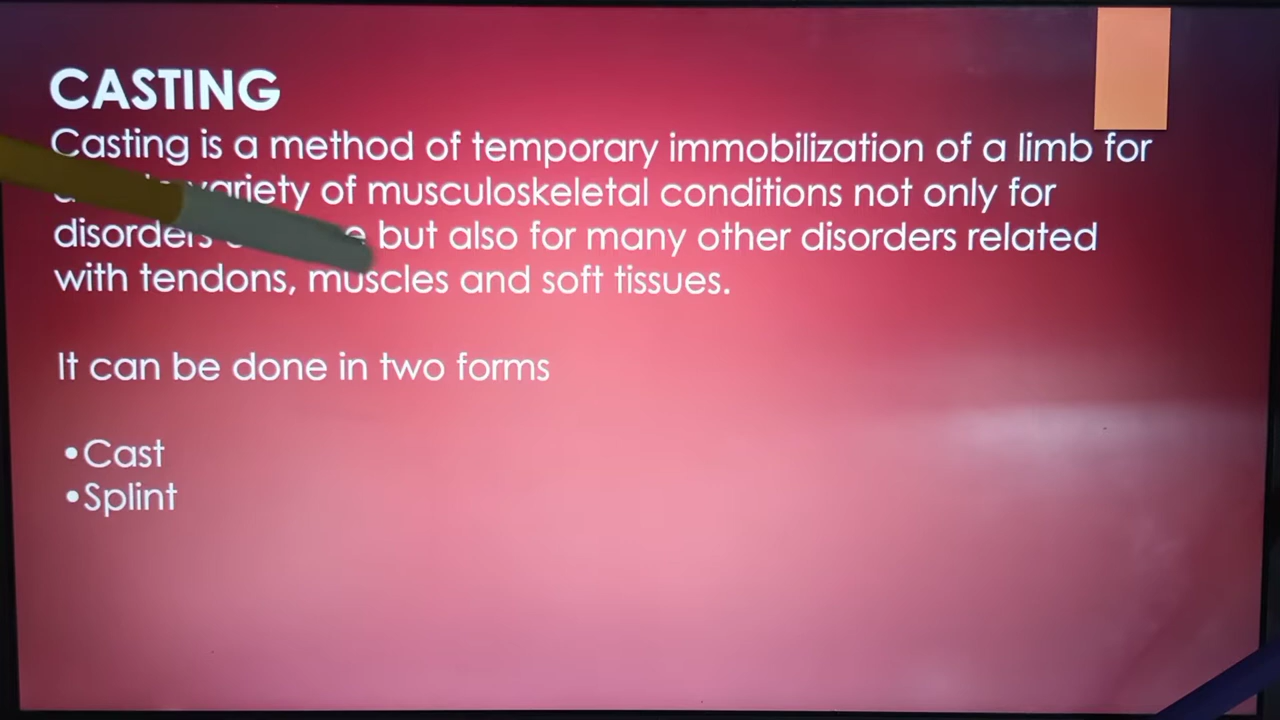 CASTING
Casting is a method of temporary immobilization of a limb for
variety of musculoskeletal conditions not only for
disorders but also for many other disorders related
with tendons, muscles and soft tissues.
It can be done in two forms
•Cast
•Splint